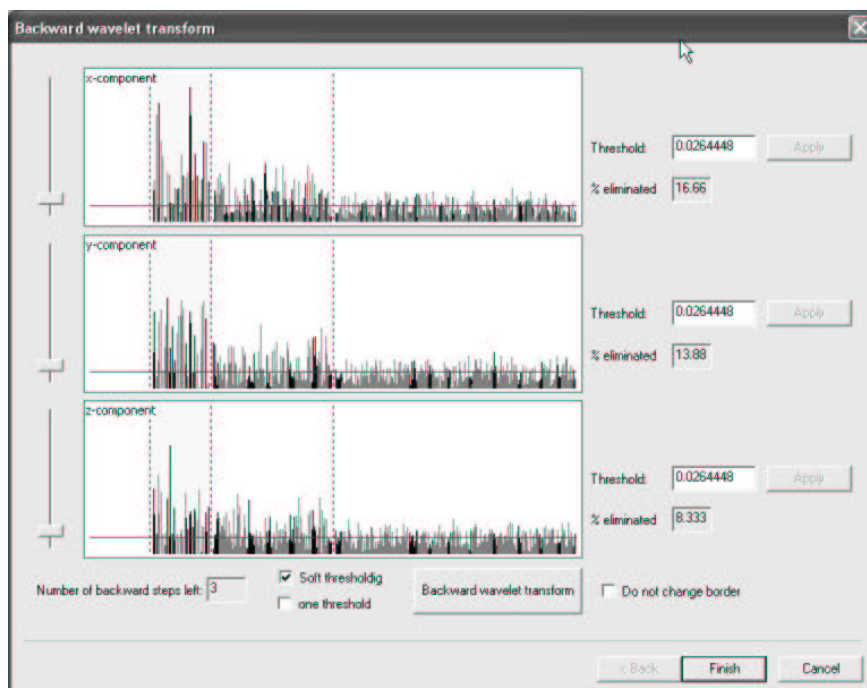 Backward wavelet transform
x-component
Threshold: 0.0264448 Apply
% eliminated 16.66
y-component
Threshold: 0.0264448 Apply
% eliminated 13.88
z-component
Threshold: 0.0264448 Apply
% eliminated 8.333
Number of backward steps left: 3
Soft thresholdig
one threshold
Backward wavelet transform
Do not change border
< Back Finish Cancel